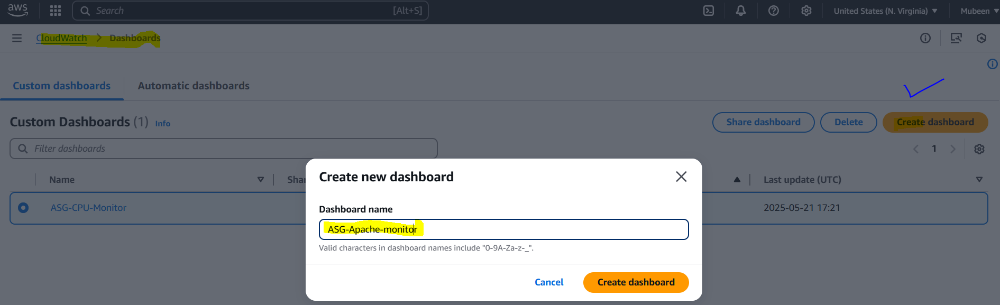 aws
Search [Alt+S]
United States (N. Virginia) ▼ Mubeen ▼
CloudWatch > Dashboards
Custom dashboards Automatic dashboards
Custom Dashboards (1) Info
Share dashboard Delete Create dashboard
Filter dashboards
1
Name Shar Last update (UTC)
ASG-CPU-Monitor 2025-05-21 17:21
Create new dashboard
Dashboard name
ASG-Apache-monitor
Valid characters in dashboard names include "0-9A-Za-z-_".
Cancel Create dashboard